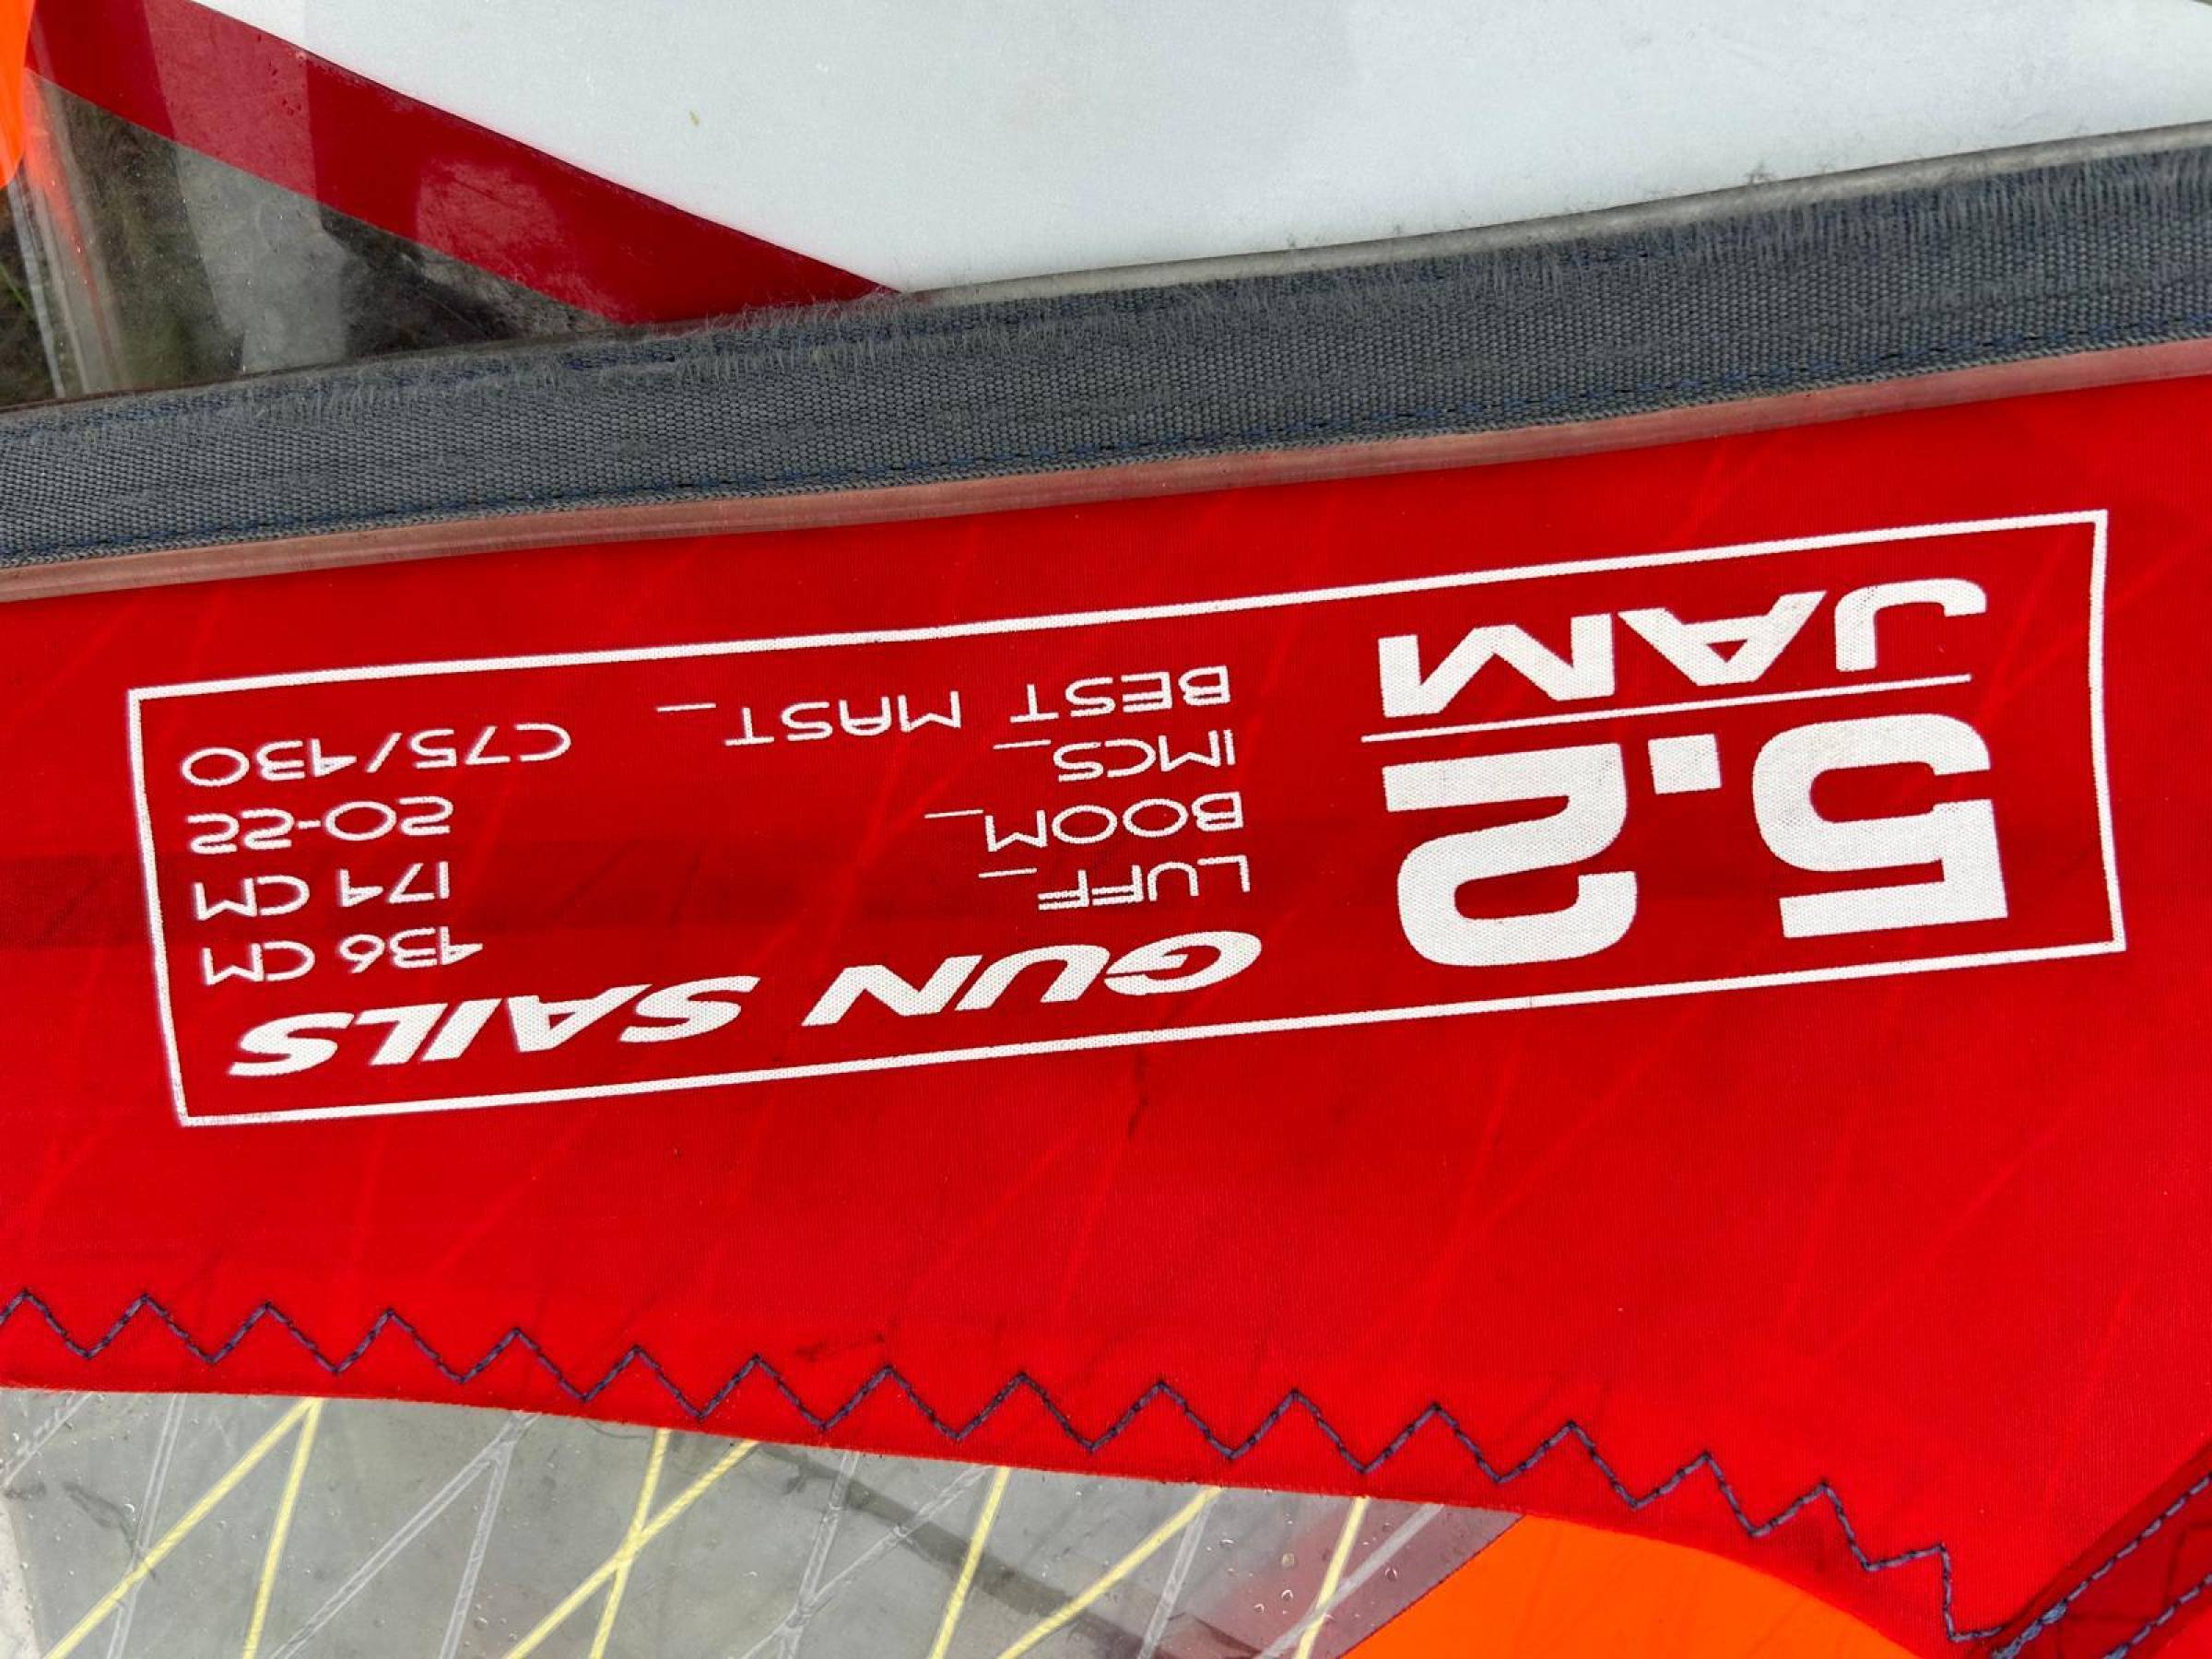 5.2
JAM
GUN SAILS
LUFF_ 436 CM
BOOM_ 174 CM
IMCS_ 20-22
BEST MAST_ C75/430